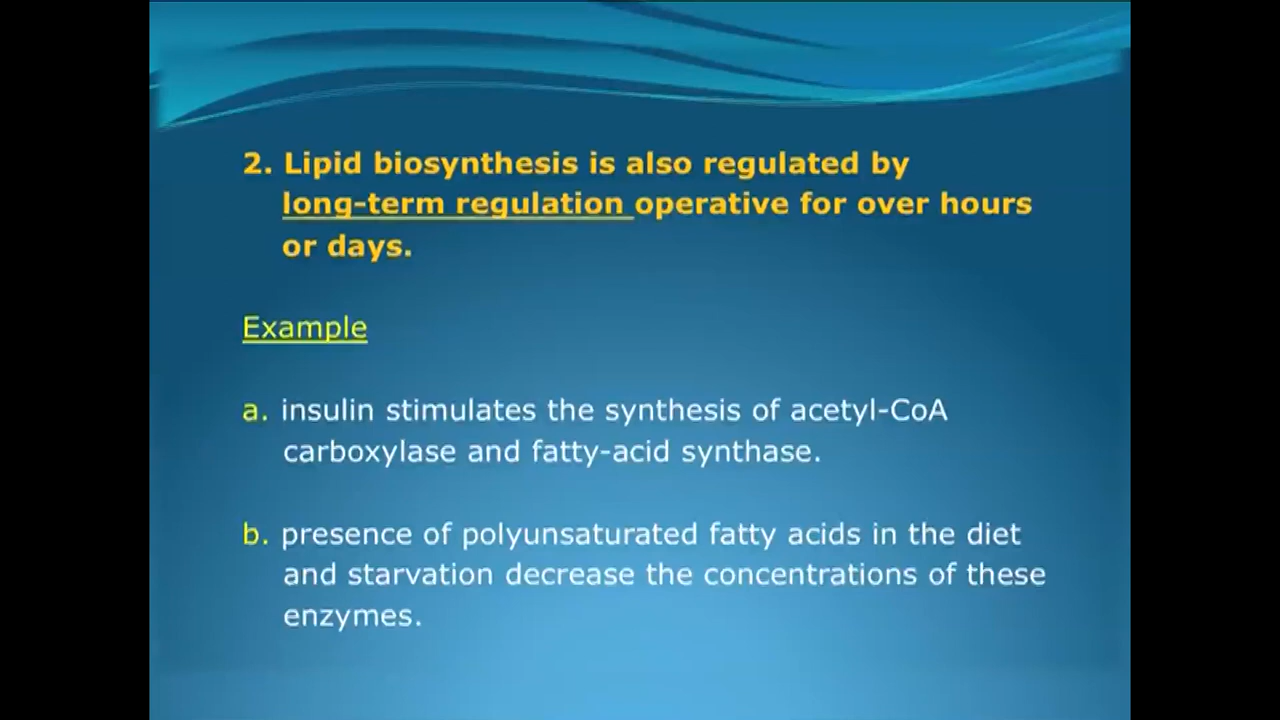 2. Lipid biosynthesis is also regulated by
long-term regulation operative for over hours
or days.
Example
a. insulin stimulates the synthesis of acetyl-CoA
carboxylase and fatty-acid synthase.
b. presence of polyunsaturated fatty acids in the diet
and starvation decrease the concentrations of these
enzymes.